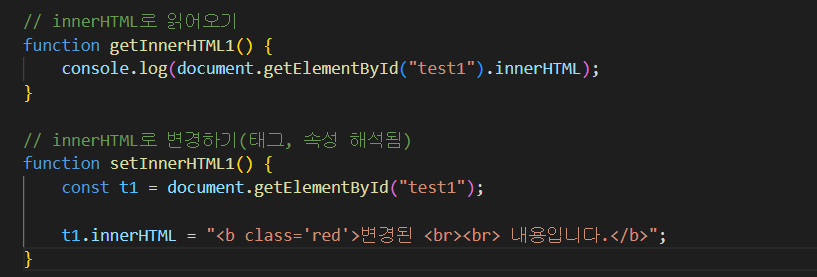 // innerHTML로 읽어오기
function getInnerHTML1() {
    console.log(document.getElementById("test1").innerHTML);
}

// innerHTML로 변경하기(태그, 속성 해석됨)
function setInnerHTML1() {
    const t1 = document.getElementById("test1");

    t1.innerHTML = "<b class='red'>변경된 <br><br> 내용입니다.</b>";
}